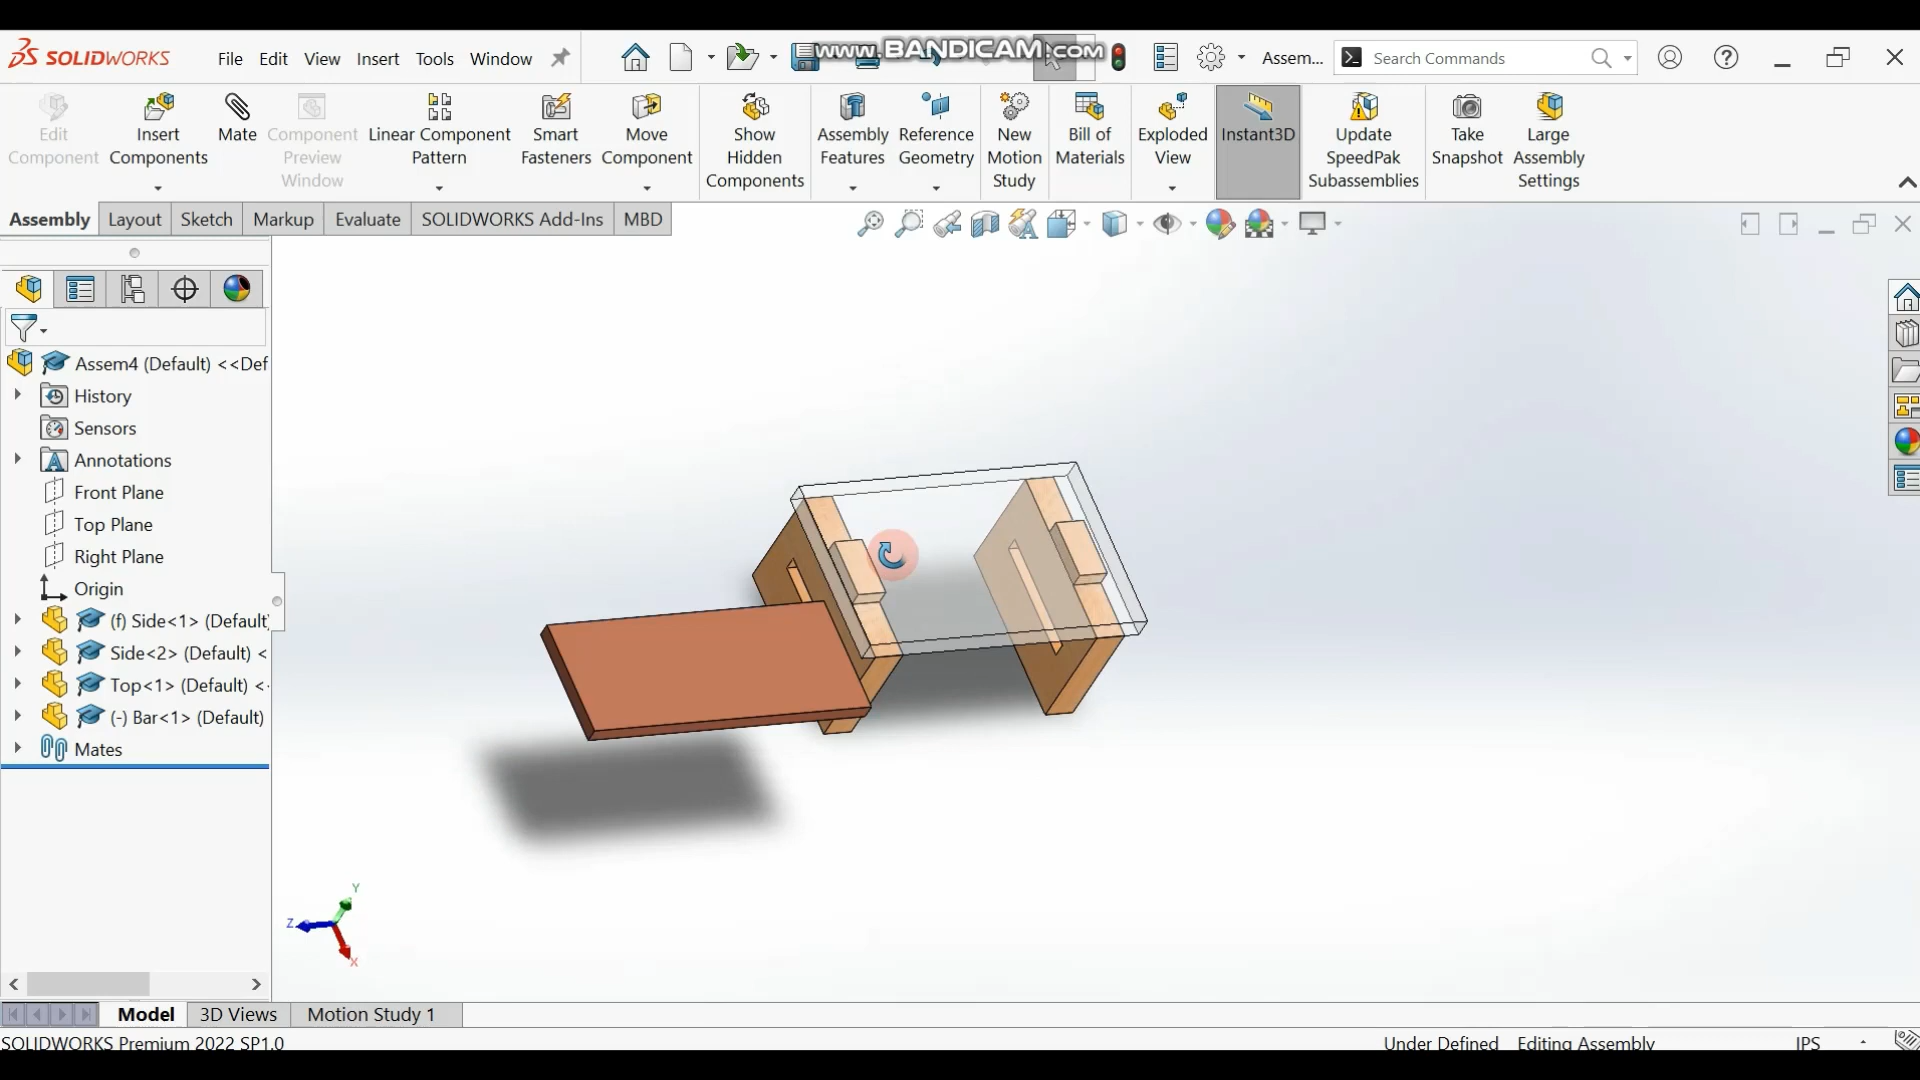 SOLIDWORKS File Edit View Insert Tools Window www.BANDICAM.com Assem... Search Commands
Edit Component
Insert Components
Mate
Component Preview Window
Linear Component Pattern
Smart Fasteners
Move Component
Show Hidden Components
Assembly Features
Reference Geometry
New Motion Study
Bill of Materials
Exploded View
Instant3D
Update SpeedPak Subassemblies
Take Snapshot
Large Assembly Settings
Assembly Layout Sketch Markup Evaluate SOLIDWORKS Add-Ins MBD
Assem4 (Default) <<Def
History
Sensors
Annotations
Front Plane
Top Plane
Right Plane
Origin
(f) Side<1> (Default)
Side<2> (Default) <
Top<1> (Default) <
(-) Bar<1> (Default)
Mates
Y
Z
X
Model 3D Views Motion Study 1
SOLIDWORKS Premium 2022 SP1.0 Under Defined Editing Assembly IPS